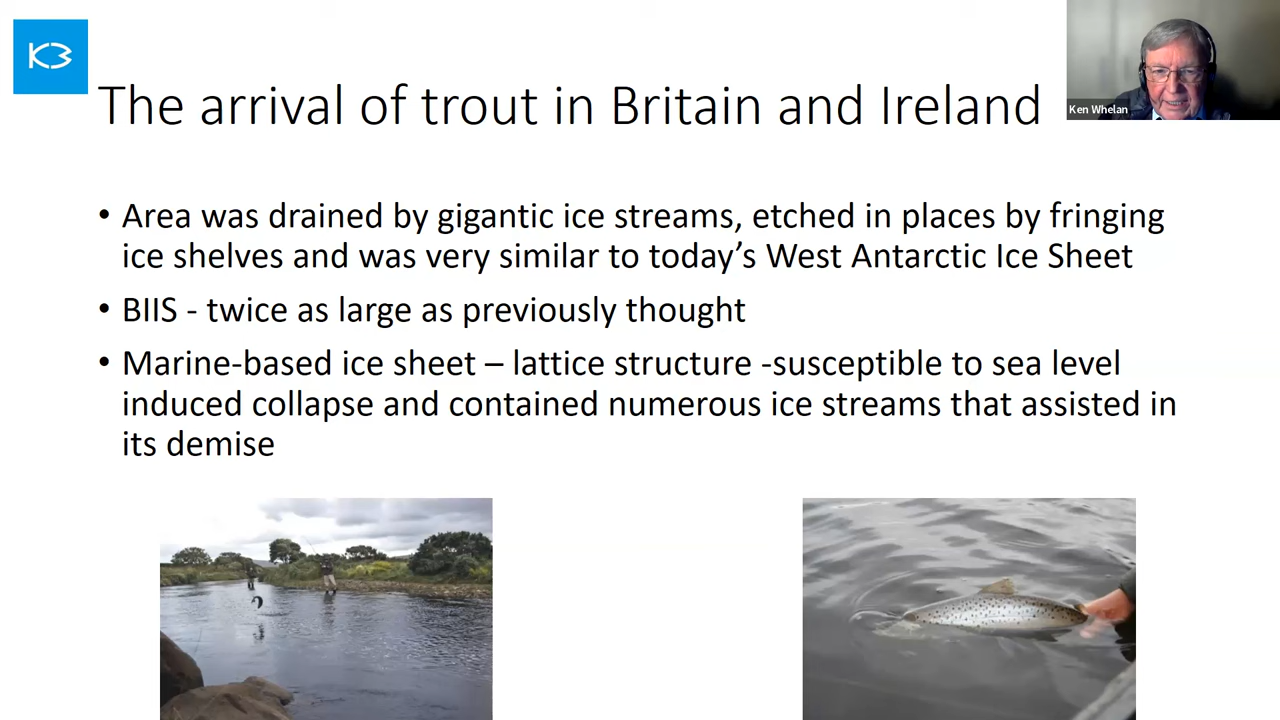 K3
The arrival of trout in Britain and Ireland
Ken Whelan
• Area was drained by gigantic ice streams, etched in places by fringing
ice shelves and was very similar to today’s West Antarctic Ice Sheet
• BIIS - twice as large as previously thought
• Marine-based ice sheet – lattice structure -susceptible to sea level
induced collapse and contained numerous ice streams that assisted in
its demise